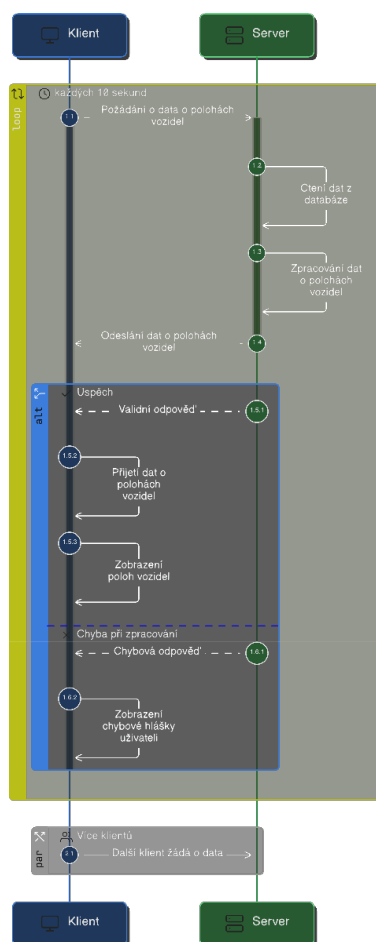 Klient
Server
každých 10 sekund
loop
1.1
Požádání o data o polohách
vozidel
1.2
Čtení dat z
databáze
1.3
Zpracování dat
o polohách
vozidel
Odeslání dat o polohách
vozidel
1.4
Uspěch
alt
Validní odpověď
1.5.1
1.5.2
Přijetí dat o
polohách
vozidel
1.5.3
Zobrazení
poloh vozidel
Chyba při zpracování
Chybová odpověď
1.6.1
1.6.2
Zobrazení
chybové hlášky
uživateli
Více klientů
par
2.1
Další klient žádá o data
Klient
Server